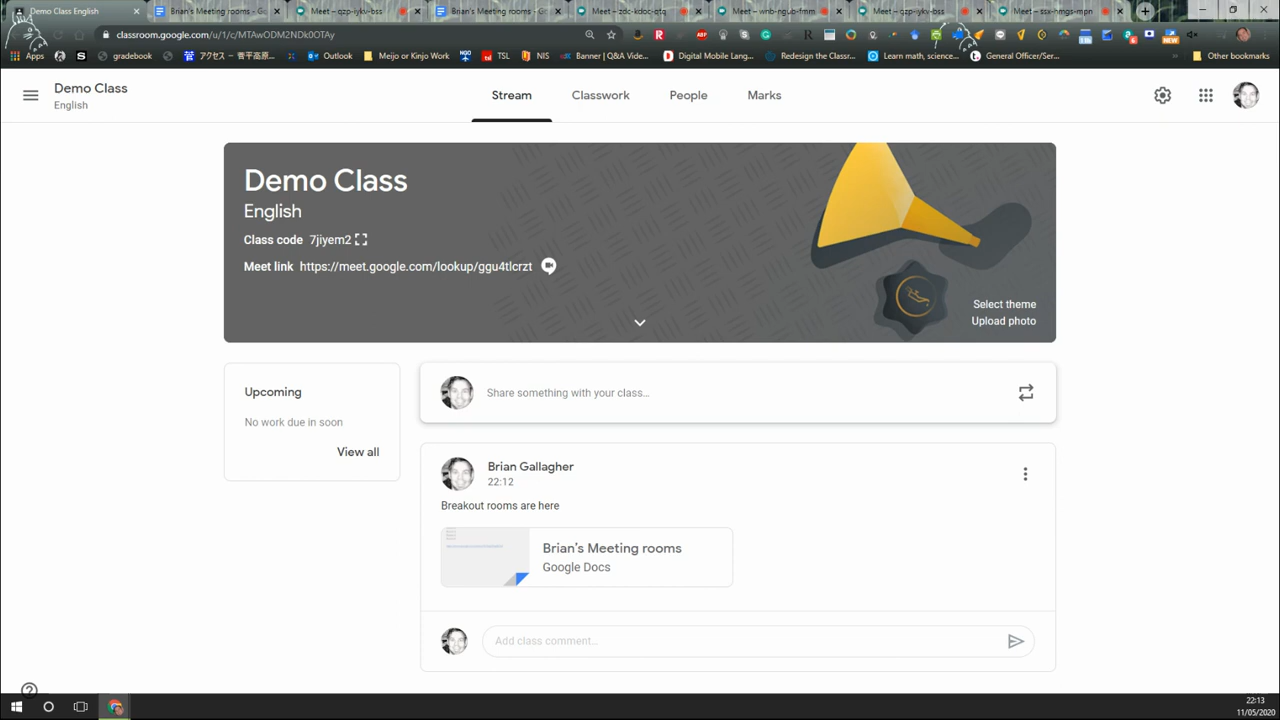 Demo Class English
Brian's Meeting rooms - Go
Meet – qzp-iykv-bss
Brian's Meeting rooms - G
Meet – zdc-kdoc-qtq
Meet – wnb-ngub-fmm
Meet – qzp-iykv-bss
Meet – ssx-hmgs-mpn
classroom.google.com/u/1/c/MTAwODM2NDk0OTAy
Apps
gradebook
アクセス – 菅平高原...
Outlook
Meijo or Kinjo Work
TSL
NIS
Banner | Q&A Vide...
Digital Mobile Lang...
Redesign the Classr...
Learn math, science...
General Officer/Ser...
Other bookmarks
Demo Class
English
Stream
Classwork
People
Marks
Demo Class
English
Class code 7jiyem2
Meet link https://meet.google.com/lookup/ggu4tlcrzt
Select theme
Upload photo
Upcoming
No work due in soon
View all
Share something with your class...
Brian Gallagher
22:12
Breakout rooms are here
Brian's Meeting rooms
Google Docs
Add class comment...
22:13
11/05/2020